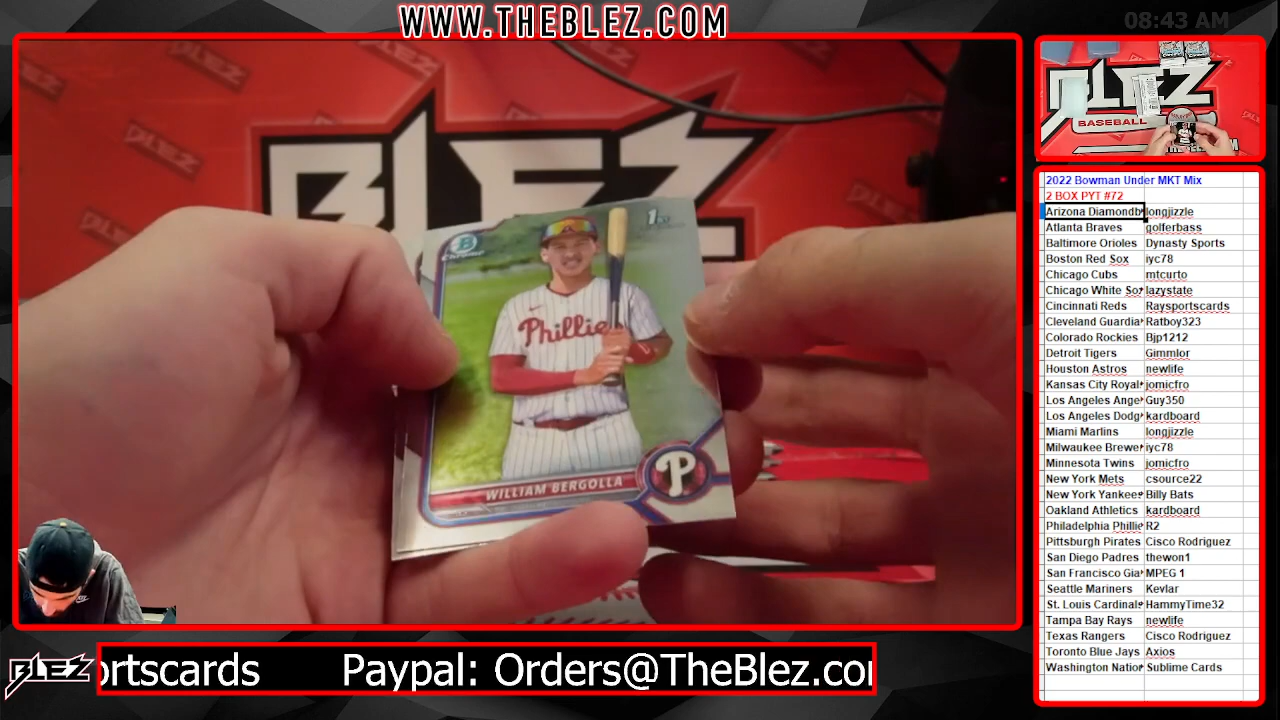 WWW.THEBLEZ.COM
08:43 AM
BLEZ
BLEZ
Chrome
1st
Phillies
WILLIAM BERGOLLA
P
BLEZ
BASEBALL
2022 Bowman Under MKT Mix
2 BOX PYT #72
Arizona Diamondb longjizzle
Atlanta Braves golferbass
Baltimore Orioles Dynasty Sports
Boston Red Sox iyc78
Chicago Cubs mtcurto
Chicago White Sox lazystate
Cincinnati Reds Raysportscards
Cleveland Guardia Ratboy323
Colorado Rockies Bjp1212
Detroit Tigers Gimmlor
Houston Astros newlife
Kansas City Royal jomicfro
Los Angeles Ange Guy350
Los Angeles Dodg kardboard
Miami Marlins longjizzle
Milwaukee Brewe iyc78
Minnesota Twins jomicfro
New York Mets csource22
New York Yankees Billy Bats
Oakland Athletics kardboard
Philadelphia Phillie R2
Pittsburgh Pirates Cisco Rodriguez
San Diego Padres thewon1
San Francisco Gia MPEG 1
Seattle Mariners Kevlar
St. Louis Cardinals HammyTime32
Tampa Bay Rays newlife
Texas Rangers Cisco Rodriguez
Toronto Blue Jays Axios
Washington Nation Sublime Cards
BLEZ
ortscards Paypal: Orders@TheBlez.co